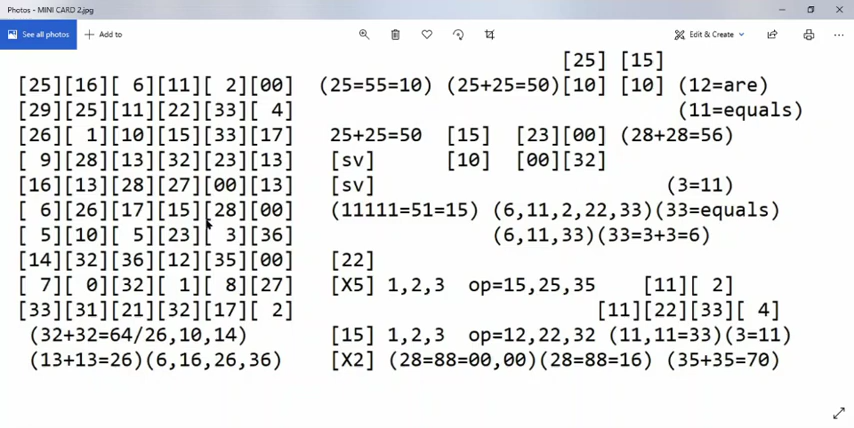 Photos - MINI CARD 2.jpg
See all photos + Add to Edit & Create
[25] [15]
[25][16][ 6][11][ 2][00] (25=55=10) (25+25=50)[10] [10] (12=are)
[29][25][11][22][33][ 4] (11=equals)
[26][ 1][10][15][33][17] 25+25=50 [15] [23][00] (28+28=56)
[ 9][28][13][32][23][13] [sv] [10] [00][32]
[16][13][28][27][00][13] [sv] (3=11)
[ 6][26][17][15][28][00] (11111=51=15) (6,11,2,22,33)(33=equals)
[ 5][10][ 5][23][ 3][36] (6,11,33)(33=3+3=6)
[14][32][36][12][35][00] [22]
[ 7][ 0][32][ 1][ 8][27] [X5] 1,2,3 op=15,25,35 [11][ 2]
[33][31][21][32][17][ 2] [11][22][33][ 4]
(32+32=64/26,10,14) [15] 1,2,3 op=12,22,32 (11,11=33)(3=11)
(13+13=26)(6,16,26,36) [X2] (28=88=00,00)(28=88=16) (35+35=70)